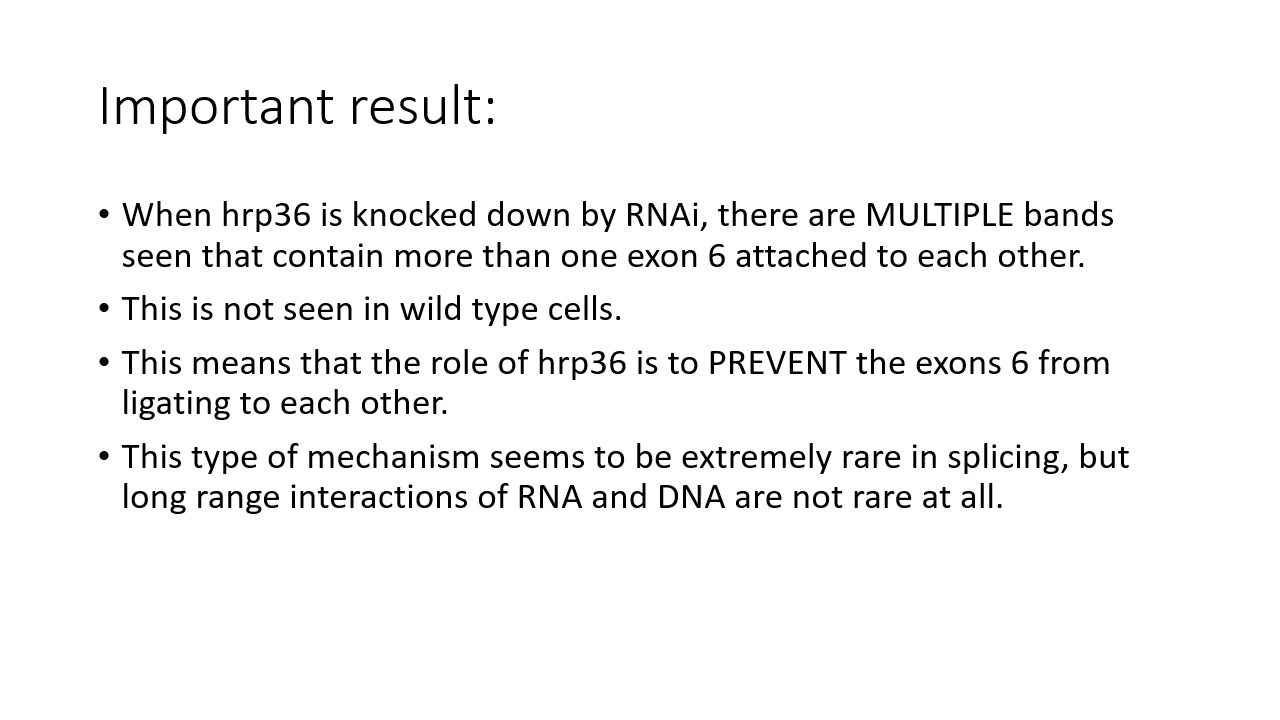 Important result:
• When hrp36 is knocked down by RNAi, there are MULTIPLE bands
seen that contain more than one exon 6 attached to each other.
• This is not seen in wild type cells.
• This means that the role of hrp36 is to PREVENT the exons 6 from
ligating to each other.
• This type of mechanism seems to be extremely rare in splicing, but
long range interactions of RNA and DNA are not rare at all.